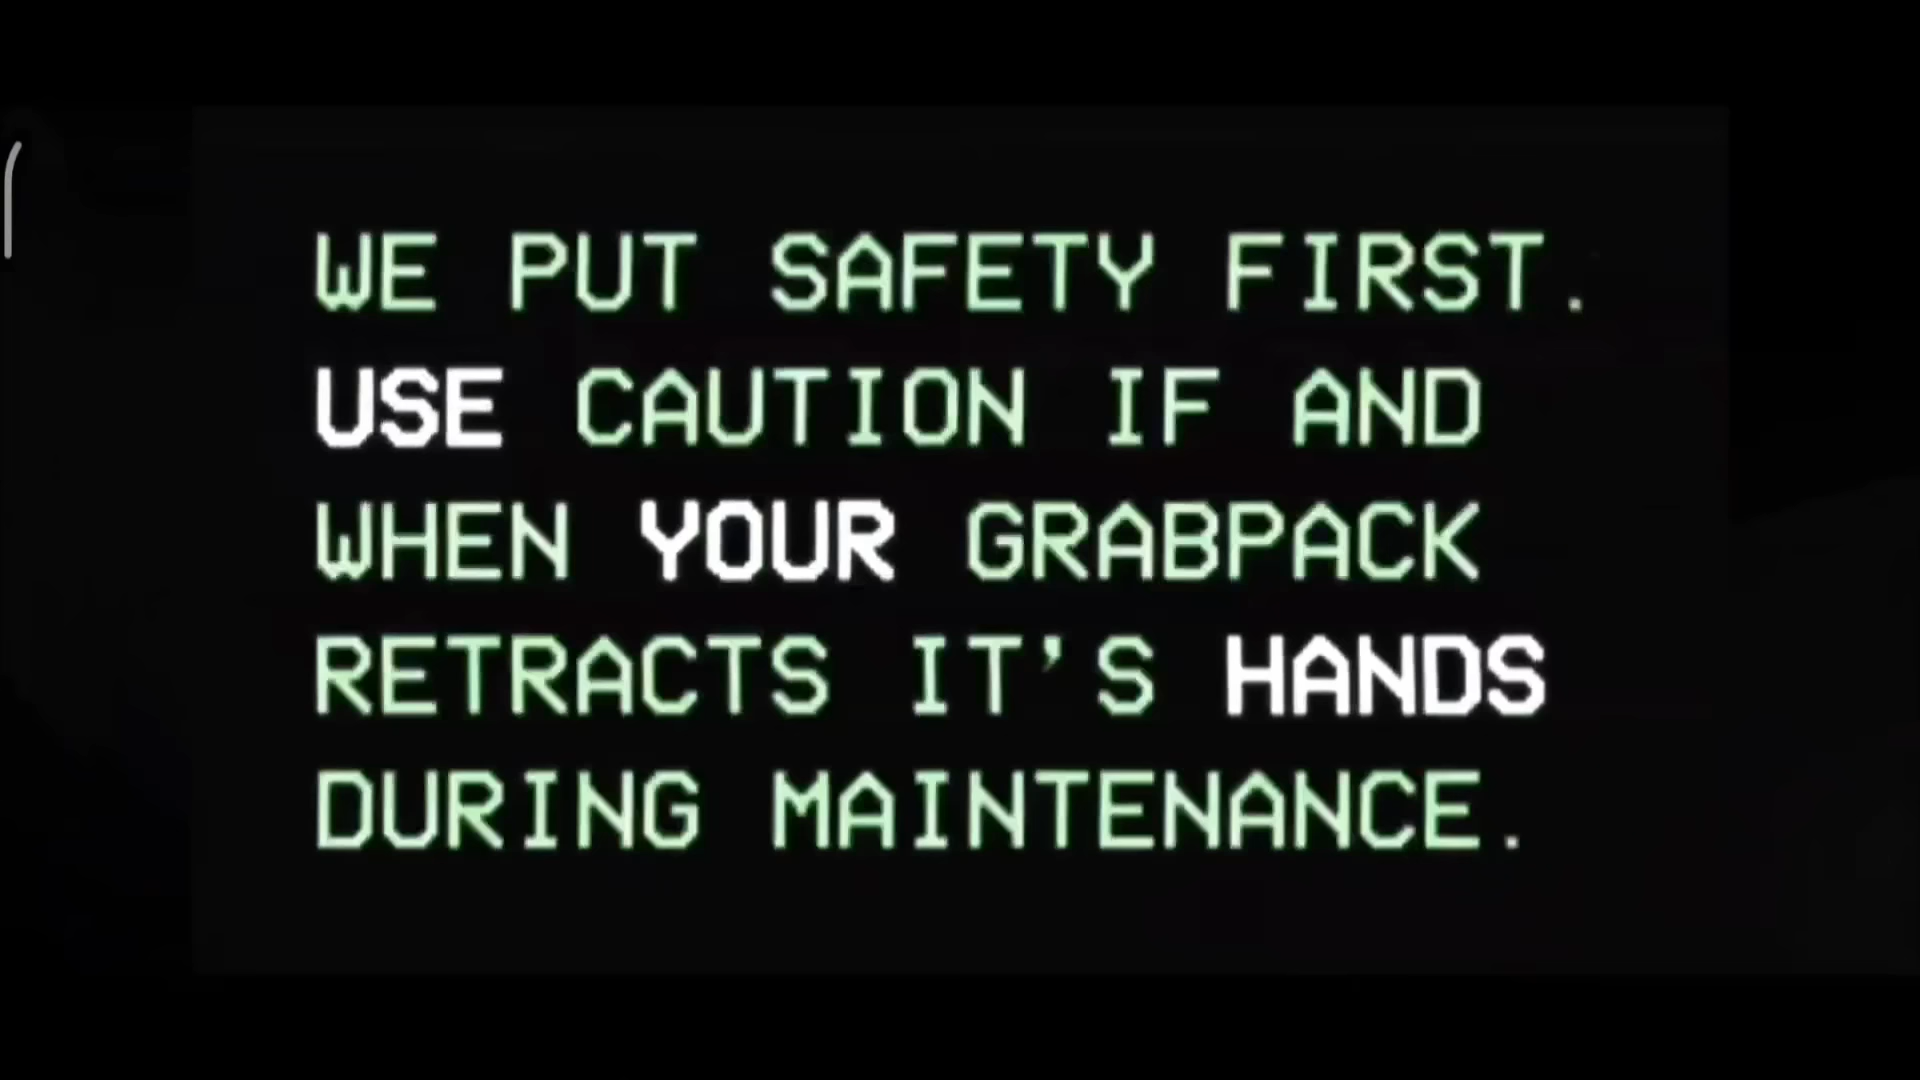 WE PUT SAFETY FIRST.
USE CAUTION IF AND
WHEN YOUR GRABPACK
RETRACTS IT'S HANDS
DURING MAINTENANCE.